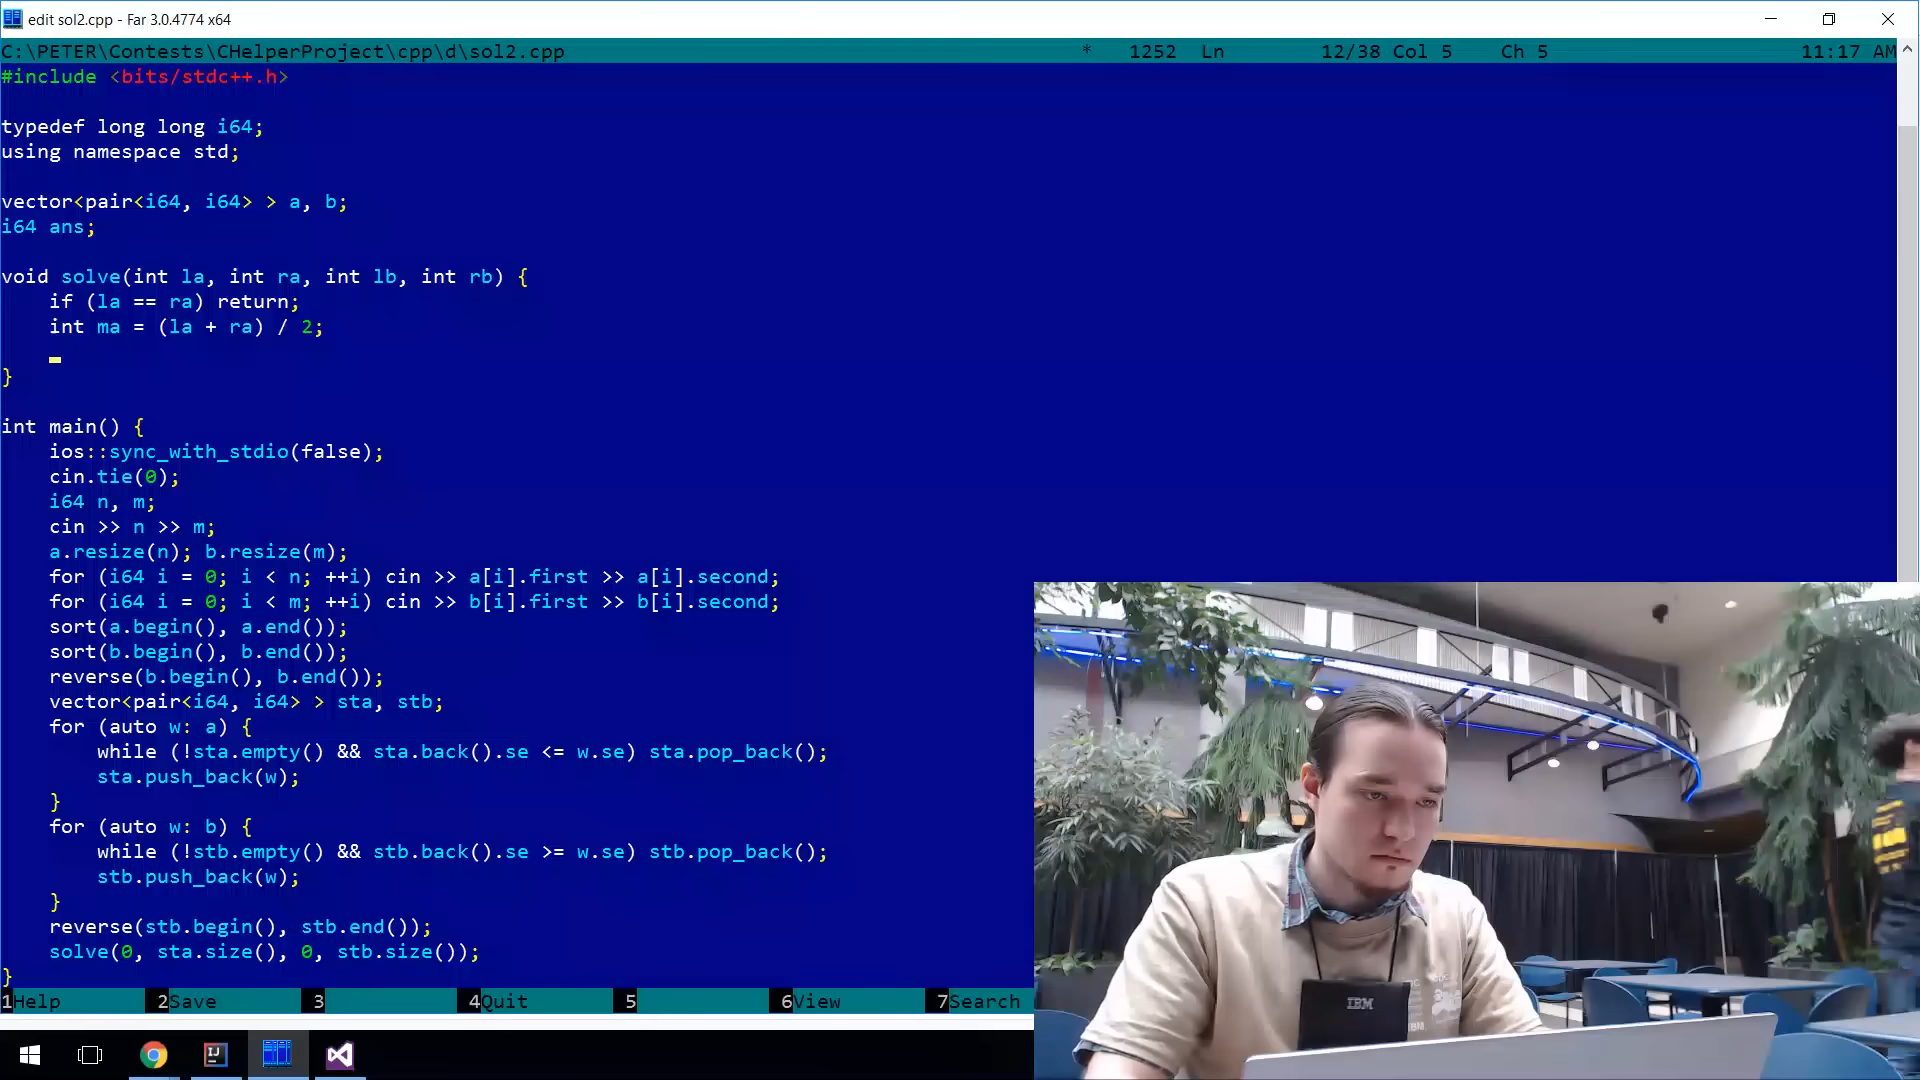 edit sol2.cpp - Far 3.0.4774 x64
C:\PETER\Contests\CHelperProject\cpp\d\sol2.cpp * 1252 Ln 12/38 Col 5 Ch 5 11:17 AM
#include <bits/stdc++.h>
typedef long long i64;
using namespace std;
vector<pair<i64, i64> > a, b;
i64 ans;
void solve(int la, int ra, int lb, int rb) {
    if (la == ra) return;
    int ma = (la + ra) / 2;
}
int main() {
    ios::sync_with_stdio(false);
    cin.tie(0);
    i64 n, m;
    cin >> n >> m;
    a.resize(n); b.resize(m);
    for (i64 i = 0; i < n; ++i) cin >> a[i].first >> a[i].second;
    for (i64 i = 0; i < m; ++i) cin >> b[i].first >> b[i].second;
    sort(a.begin(), a.end());
    sort(b.begin(), b.end());
    reverse(b.begin(), b.end());
    vector<pair<i64, i64> > sta, stb;
    for (auto w: a) {
        while (!sta.empty() && sta.back().se <= w.se) sta.pop_back();
        sta.push_back(w);
    }
    for (auto w: b) {
        while (!stb.empty() && stb.back().se >= w.se) stb.pop_back();
        stb.push_back(w);
    }
    reverse(stb.begin(), stb.end());
    solve(0, sta.size(), 0, stb.size());
}
1Help 2Save 3 4Quit 5 6View 7Search
IJ
IBM